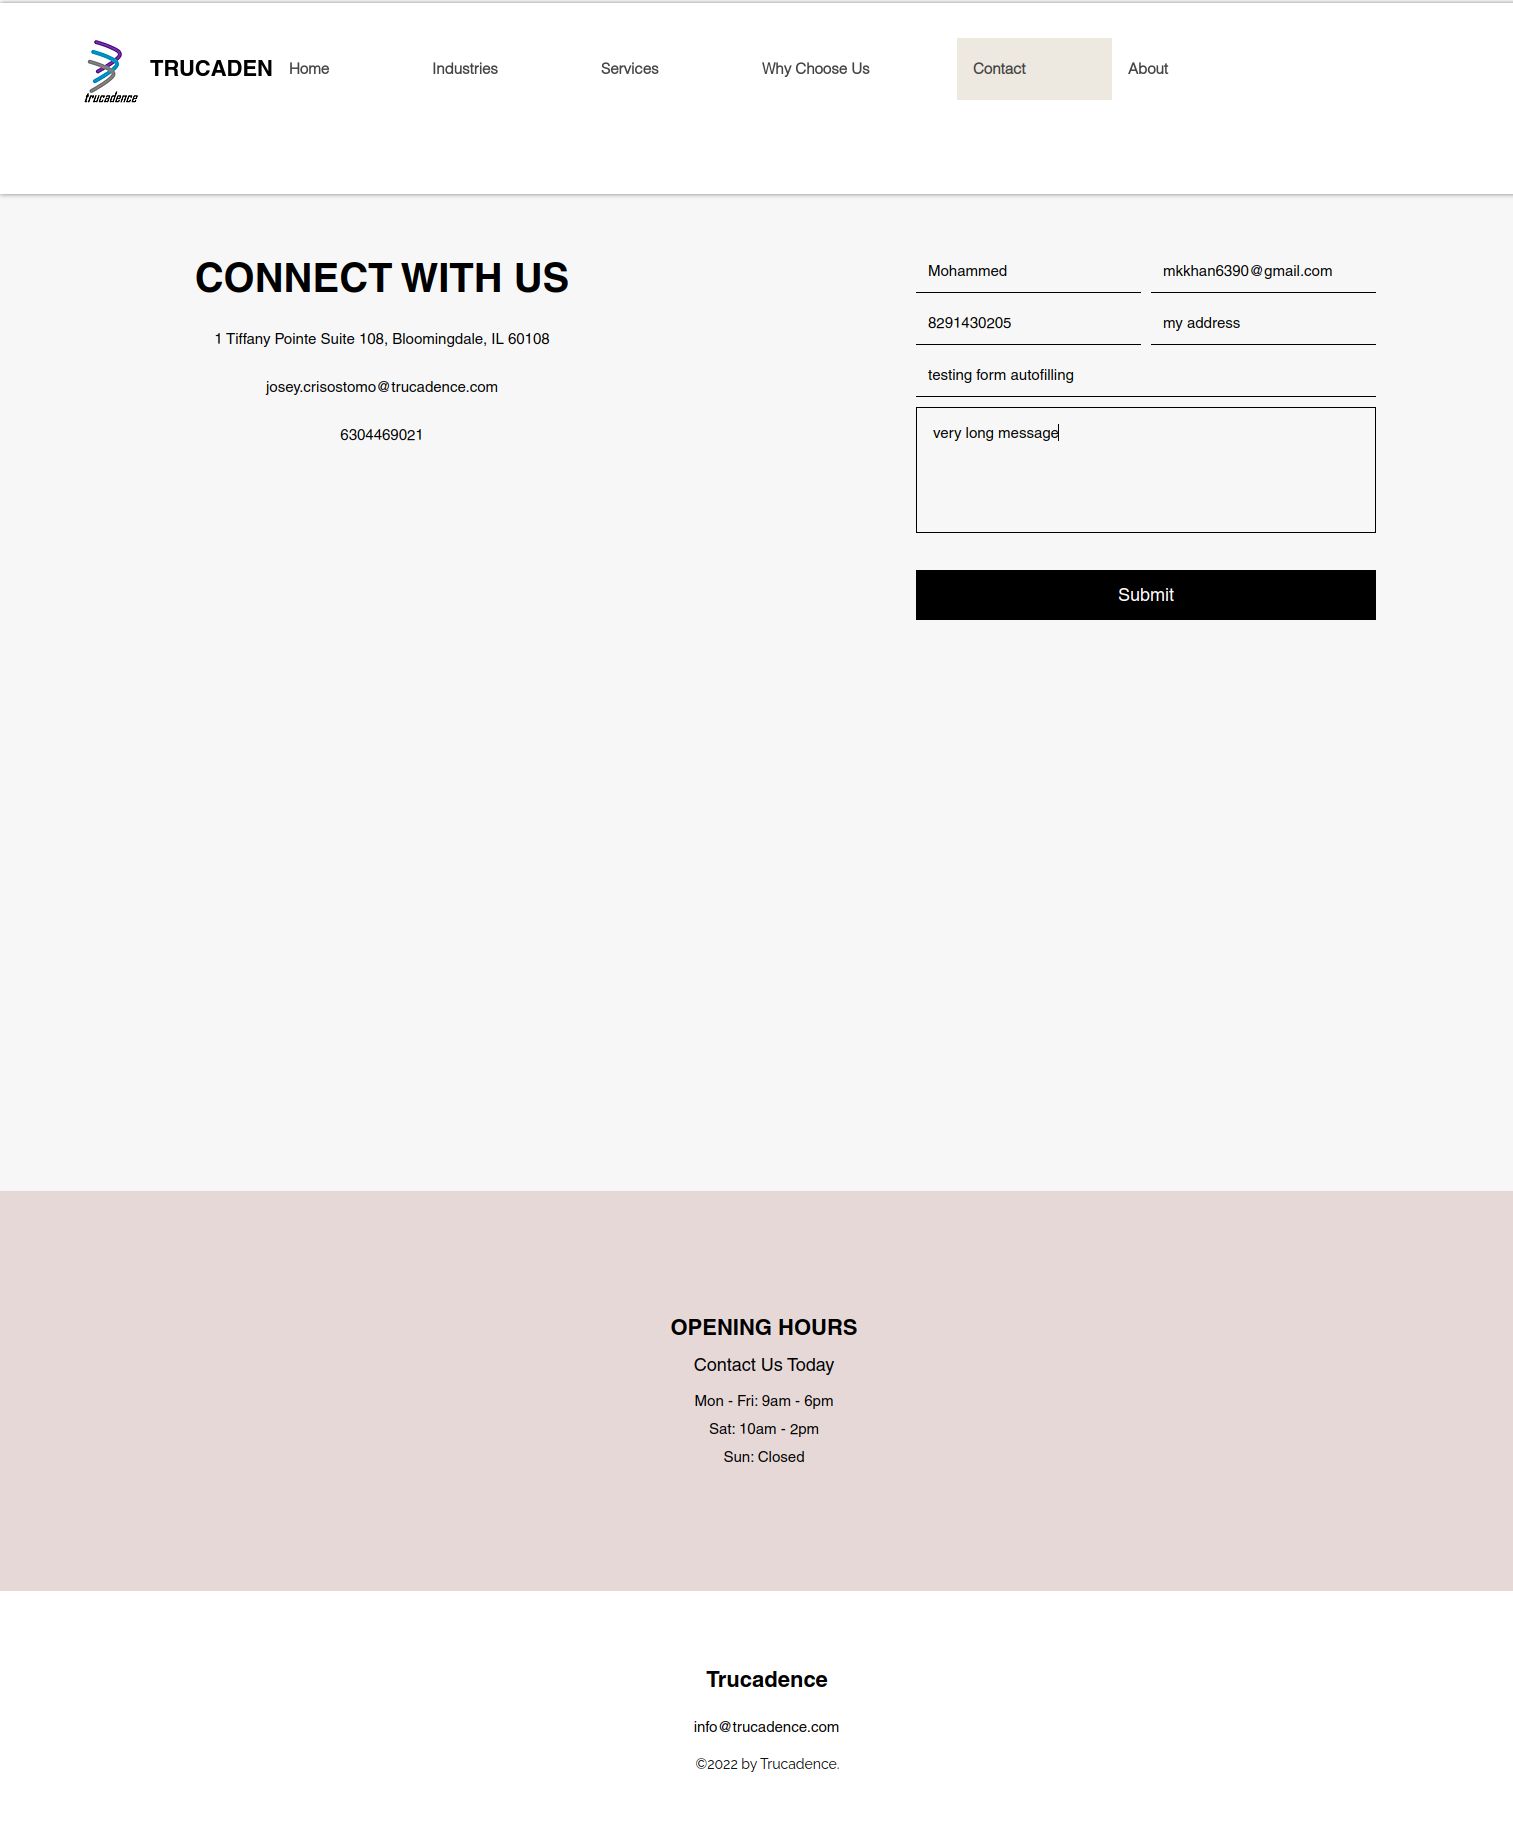 trucadence
TRUCADEN
Home Industries Services Why Choose Us Contact About
CONNECT WITH US
1 Tiffany Pointe Suite 108, Bloomingdale, IL 60108
josey.crisostomo@trucadence.com
6304469021
Mohammed mkkhan6390@gmail.com
8291430205 my address
testing form autofilling
very long message
Submit
OPENING HOURS
Contact Us Today
Mon - Fri: 9am - 6pm
Sat: 10am - 2pm
Sun: Closed
Trucadence
info@trucadence.com
©2022 by Trucadence.